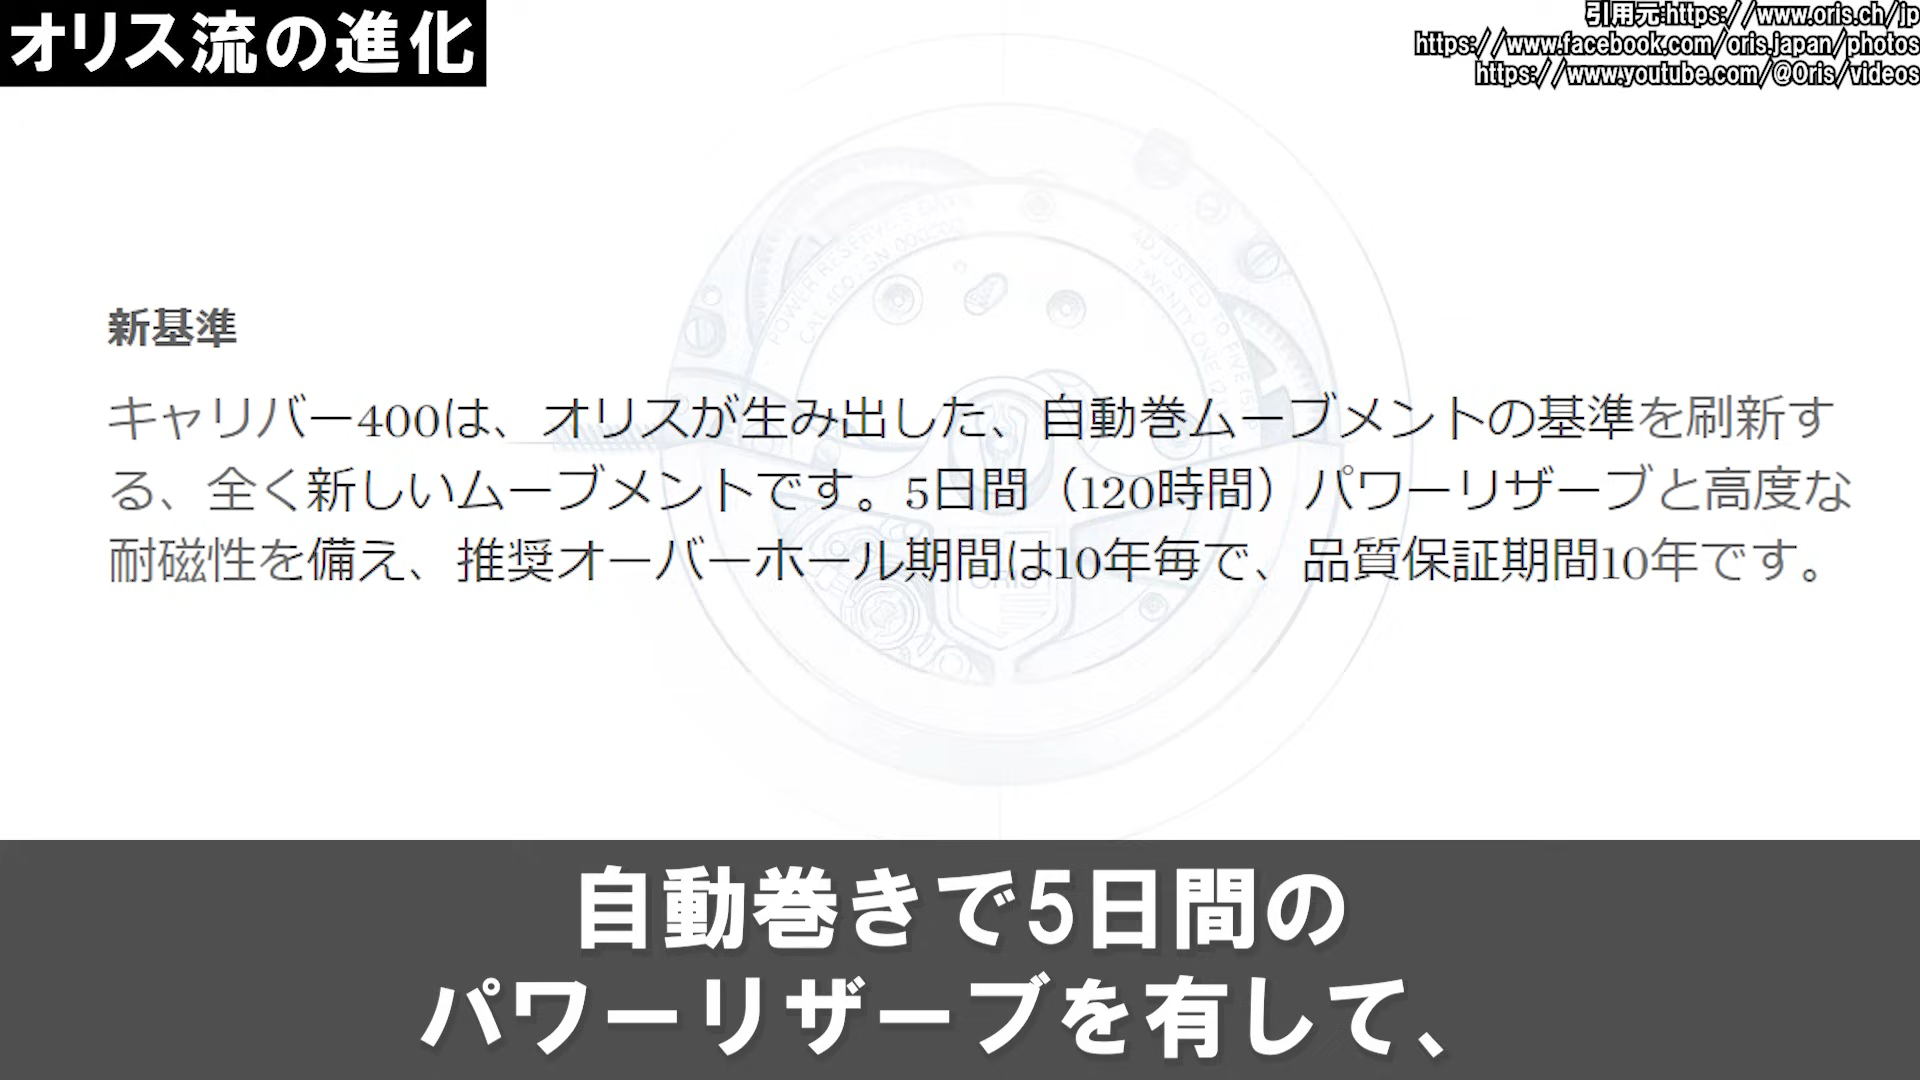 オリス流の進化
引用元:https://www.oris.ch/jp
https://www.facebook.com/oris.japan/photos
https://www.youtube.com/@Oris/videos
新基準
キャリバー400は、オリスが生み出した、自動巻ムーブメントの基準を刷新す
る、全く新しいムーブメントです。5日間（120時間）パワーリザーブと高度な
耐磁性を備え、推奨オーバーホール期間は10年毎で、品質保証期間10年です。
自動巻きで5日間の
パワーリザーブを有して、